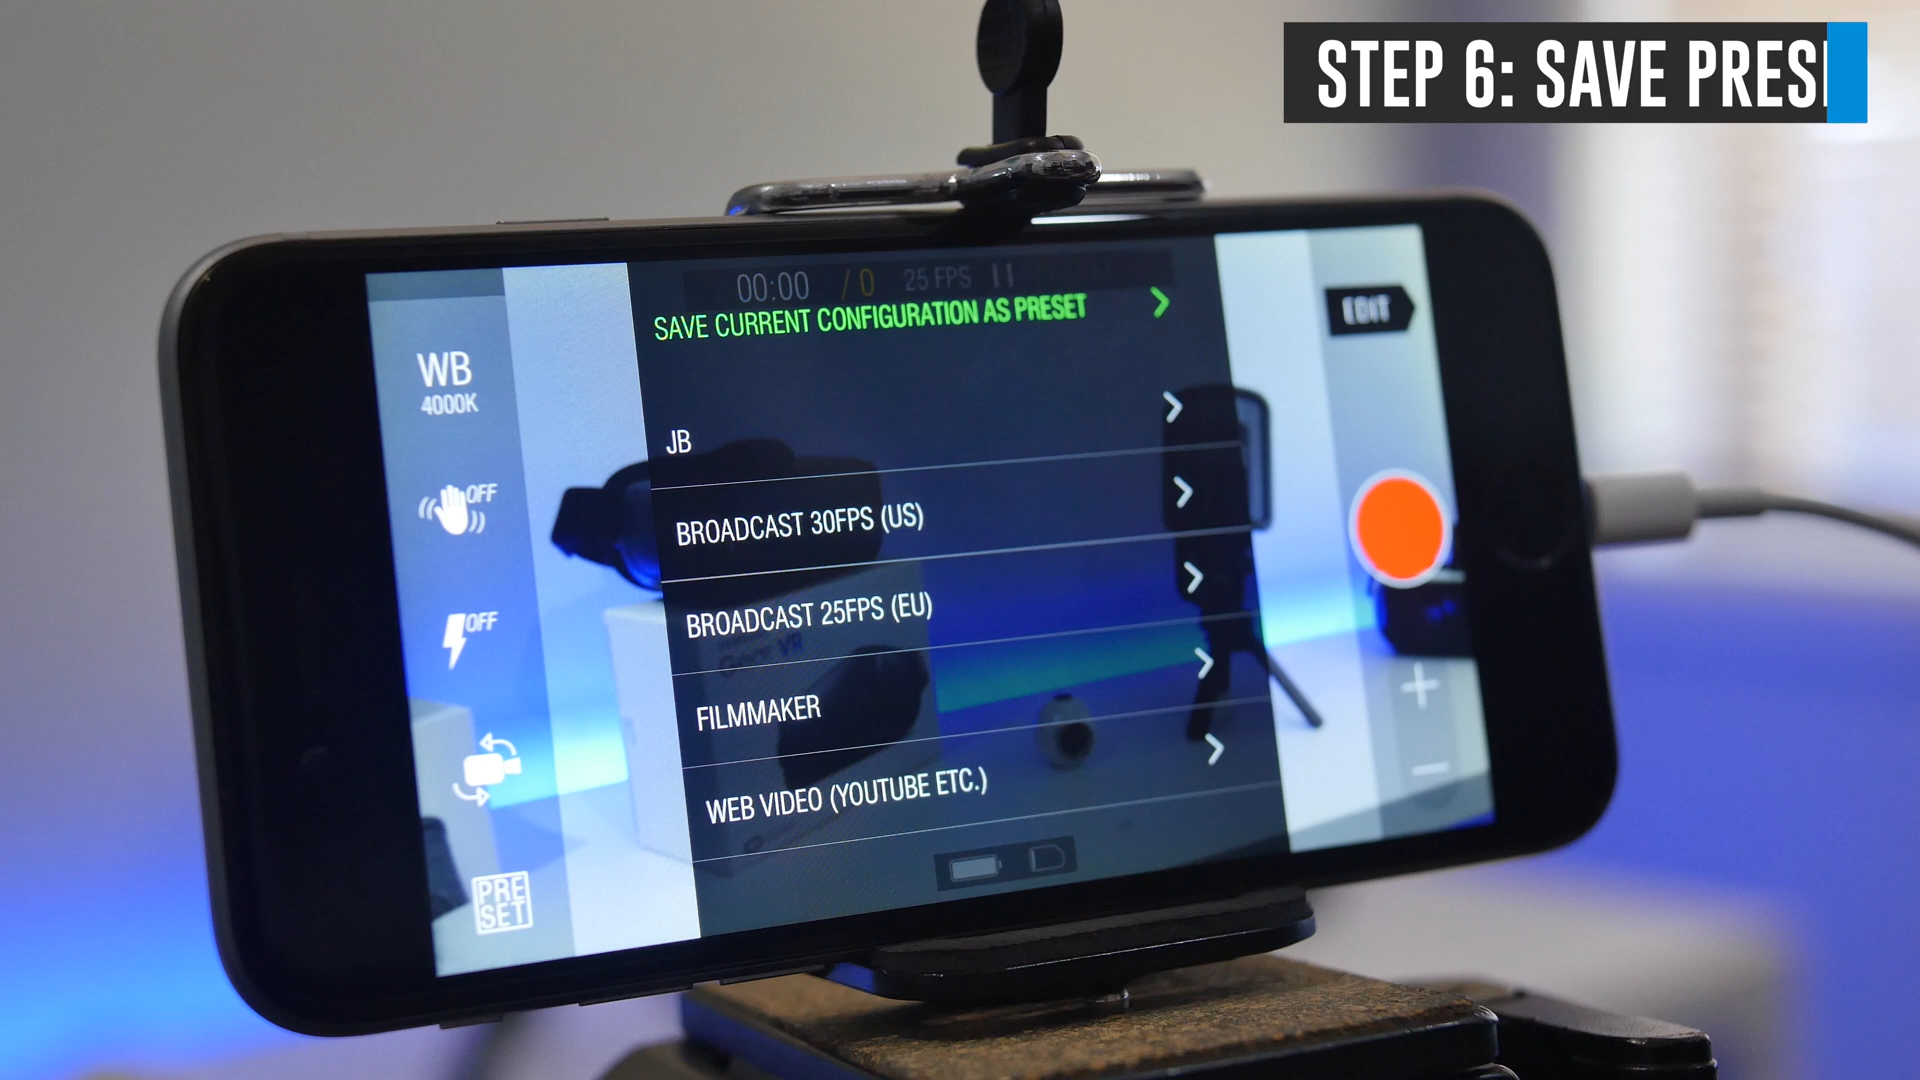 STEP 6: SAVE PRES
00:00 / 0 25 FPS
SAVE CURRENT CONFIGURATION AS PRESET
EDIT
WB
4000K
JB
OFF
BROADCAST 30FPS (US)
OFF
BROADCAST 25FPS (EU)
FILMMAKER
WEB VIDEO (YOUTUBE ETC.)
PRE
SET